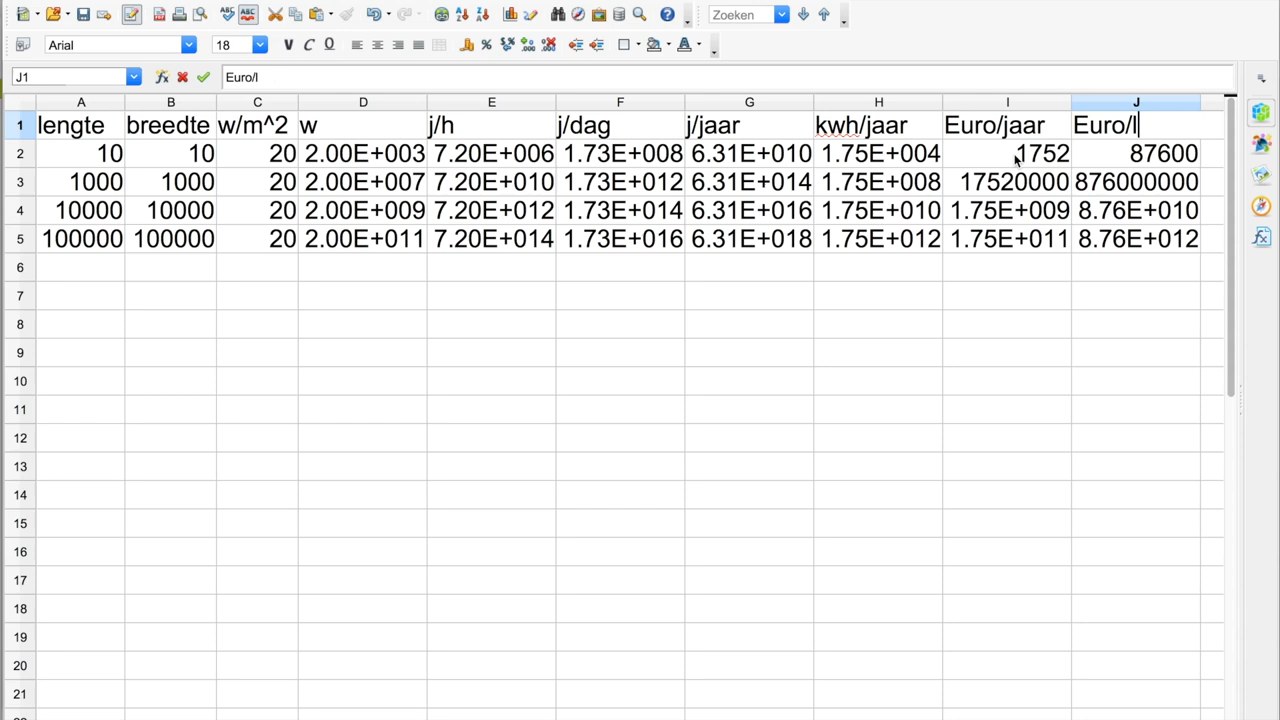 Zoeken
Arial 18
J1 Euro/l
A B C D E F G H I J
1 lengte breedte w/m^2 w j/h j/dag j/jaar kwh/jaar Euro/jaar Euro/l
2 10 10 20 2.00E+003 7.20E+006 1.73E+008 6.31E+010 1.75E+004 1752 87600
3 1000 1000 20 2.00E+007 7.20E+010 1.73E+012 6.31E+014 1.75E+008 17520000 876000000
4 10000 10000 20 2.00E+009 7.20E+012 1.73E+014 6.31E+016 1.75E+010 1.75E+009 8.76E+010
5 100000 100000 20 2.00E+011 7.20E+014 1.73E+016 6.31E+018 1.75E+012 1.75E+011 8.76E+012
6
7
8
9
10
11
12
13
14
15
16
17
18
19
20
21